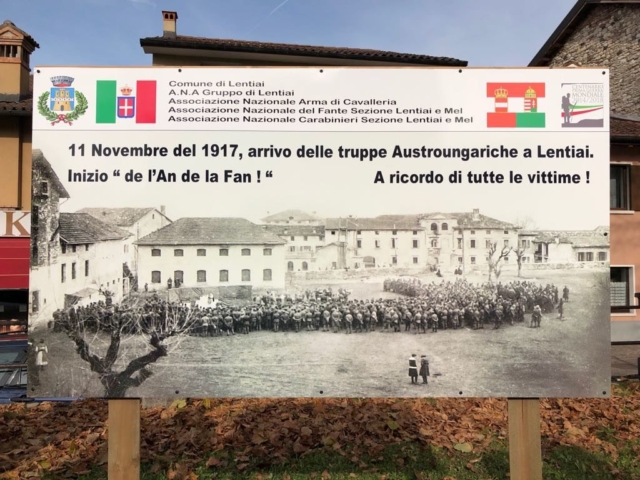 Comune di Lentiai
A.N.A Gruppo di Lentiai
Associazione Nazionale Arma di Cavalleria
Associazione Nazionale del Fante Sezione Lentiai e Mel
Associazione Nazionale Carabinieri Sezione Lentiai e Mel
11 Novembre del 1917, arrivo delle truppe Austroungariche a Lentiai.
Inizio “ de l'An de la Fan ! “ A ricordo di tutte le vittime !
K